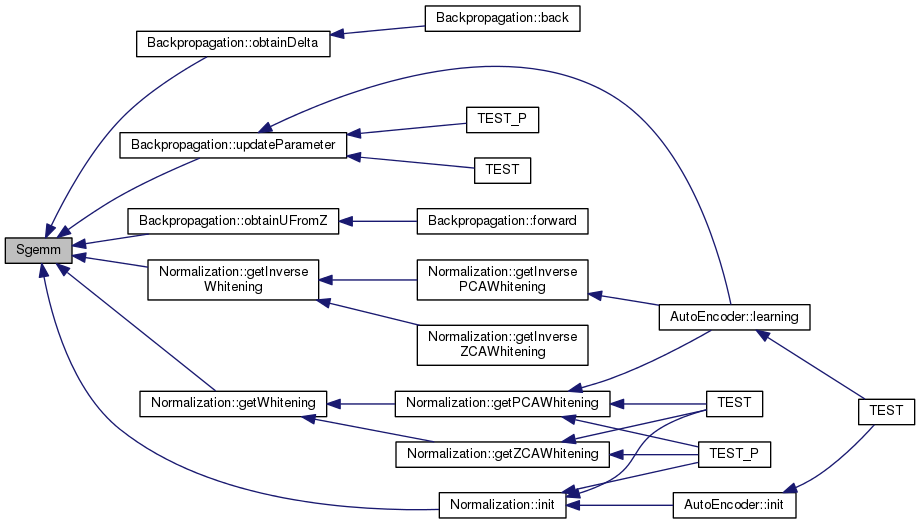 Backpropagation::back
Backpropagation::obtainDelta
TEST_P
Backpropagation::updateParameter
TEST
Backpropagation::obtainUFromZ
Backpropagation::forward
Sgemm
Normalization::getInverse
Whitening
Normalization::getInverse
PCAWhitening
AutoEncoder::learning
Normalization::getInverse
ZCAWhitening
Normalization::getWhitening
Normalization::getPCAWhitening
TEST
TEST
Normalization::getZCAWhitening
TEST_P
Normalization::init
AutoEncoder::init